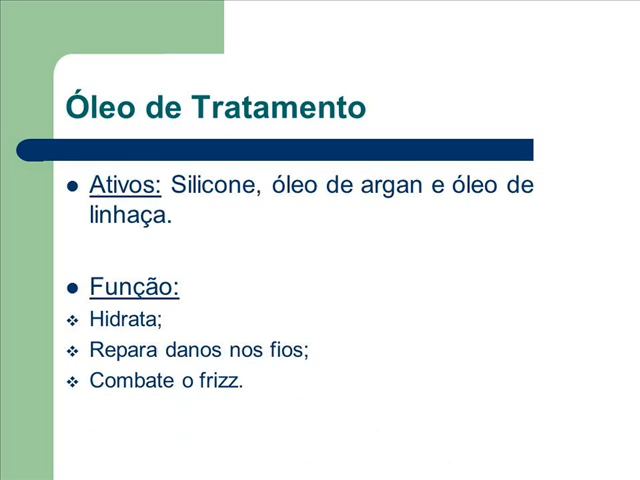 Óleo de Tratamento
Ativos: Silicone, óleo de argan e óleo de
linhaça.
Função:
Hidrata;
Repara danos nos fios;
Combate o frizz.